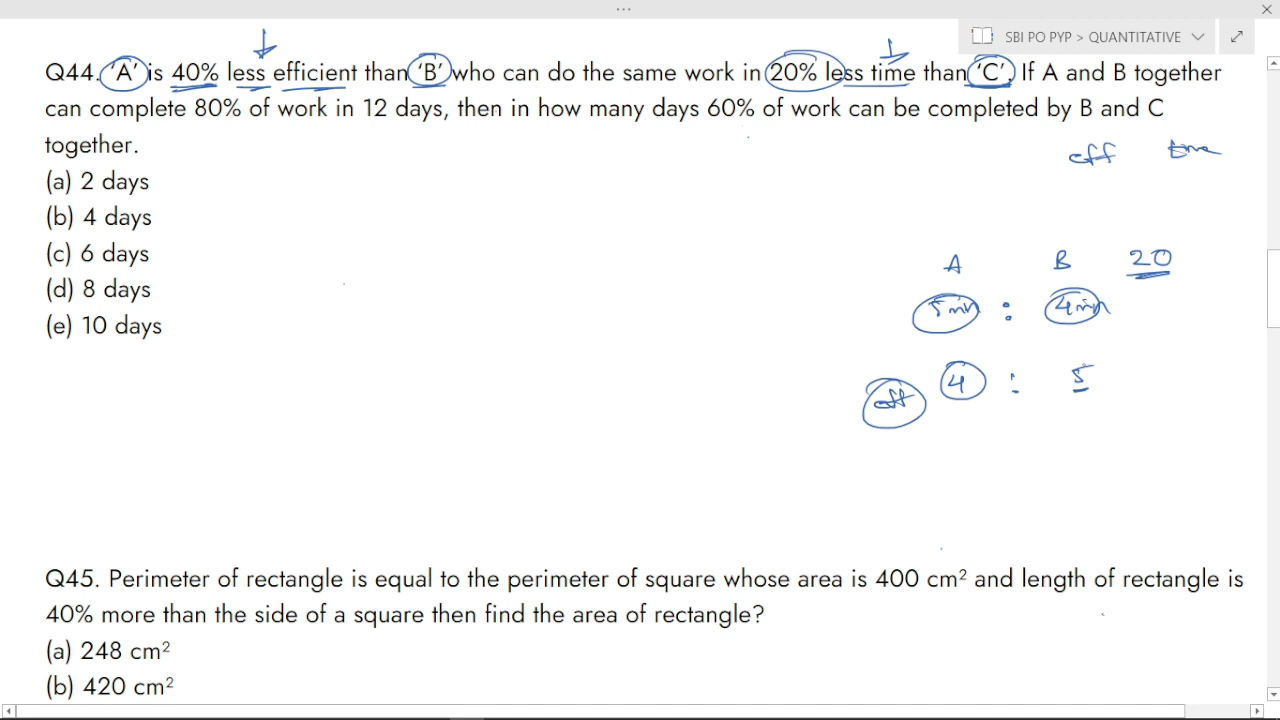 SBI PO PYP > QUANTITATIVE
Q44. 'A' is 40% less efficient than 'B' who can do the same work in 20% less time than 'C'. If A and B together
can complete 80% of work in 12 days, then in how many days 60% of work can be completed by B and C
together.
eff time
(a) 2 days
(b) 4 days
(c) 6 days
A B 20
(d) 8 days
5min : 4min
(e) 10 days
eff 4 : 5
Q45. Perimeter of rectangle is equal to the perimeter of square whose area is 400 cm² and length of rectangle is
40% more than the side of a square then find the area of rectangle?
(a) 248 cm²
(b) 420 cm²